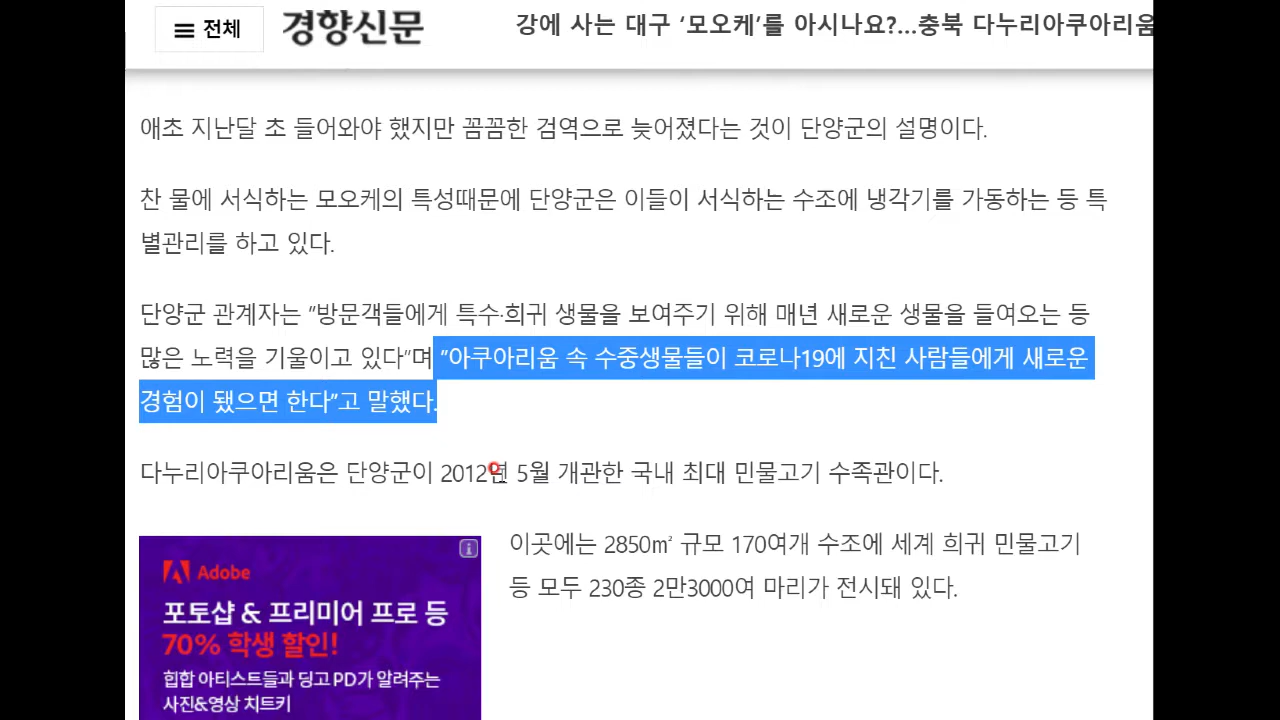 전체
경향신문
강에 사는 대구 ‘모오케’를 아시나요?...충북 다누리아쿠아리움
애초 지난달 초 들어와야 했지만 꼼꼼한 검역으로 늦어졌다는 것이 단양군의 설명이다.
찬 물에 서식하는 모오케의 특성때문에 단양군은 이들이 서식하는 수조에 냉각기를 가동하는 등 특
별관리를 하고 있다.
단양군 관계자는 "방문객들에게 특수·희귀 생물을 보여주기 위해 매년 새로운 생물을 들여오는 등
많은 노력을 기울이고 있다"며 "아쿠아리움 속 수중생물들이 코로나19에 지친 사람들에게 새로운
경험이 됐으면 한다"고 말했다.
다누리아쿠아리움은 단양군이 2012년 5월 개관한 국내 최대 민물고기 수족관이다.
이곳에는 2850㎡ 규모 170여개 수조에 세계 희귀 민물고기
등 모두 230종 2만3000여 마리가 전시돼 있다.
Adobe
포토샵 & 프리미어 프로 등
70% 학생 할인!
힙합 아티스트들과 딩고 PD가 알려주는
사진&영상 치트키